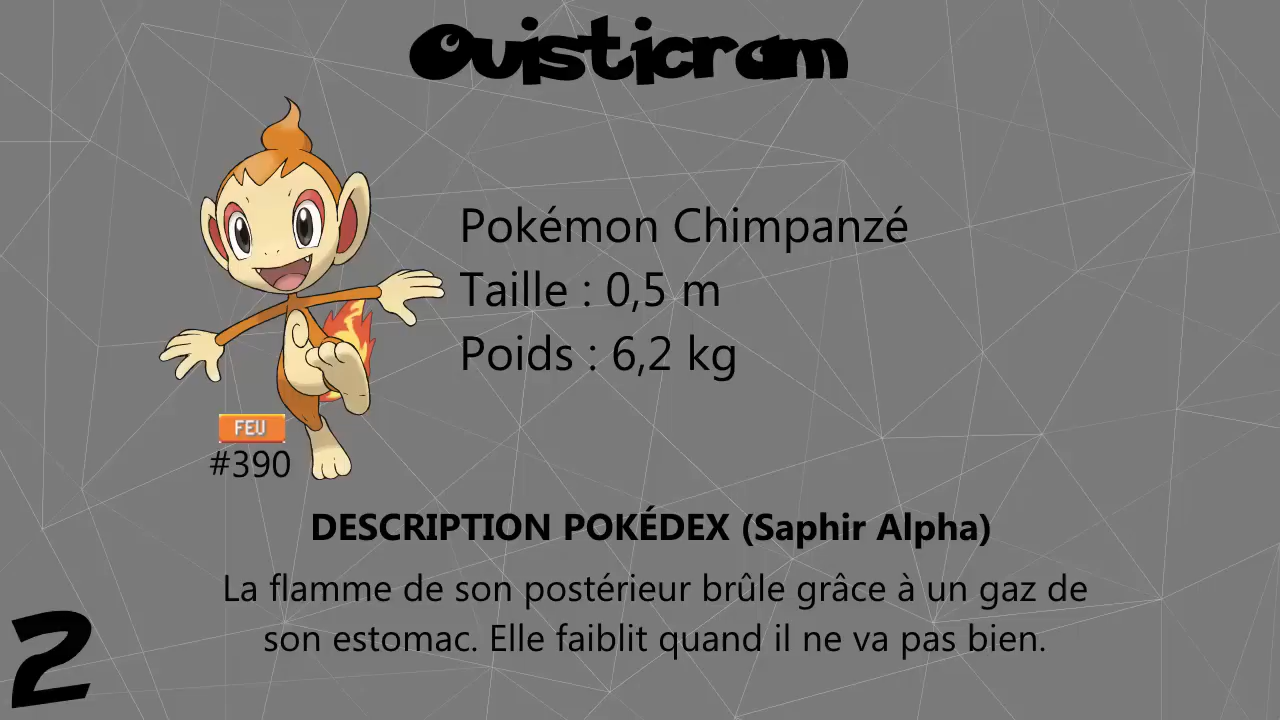 Ouisticram
Pokémon Chimpanzé
Taille : 0,5 m
Poids : 6,2 kg
FEU
#390
DESCRIPTION POKÉDEX (Saphir Alpha)
La flamme de son postérieur brûle grâce à un gaz de
son estomac. Elle faiblit quand il ne va pas bien.
2